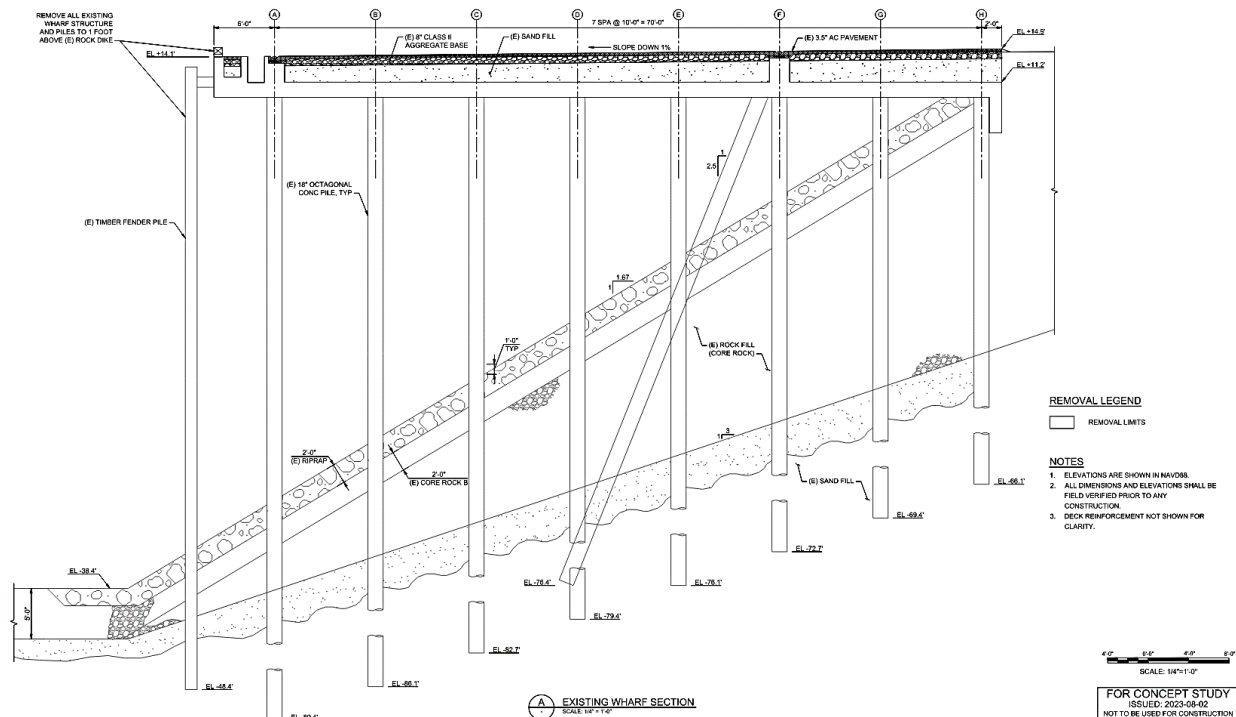 REMOVE ALL EXISTING
WHARF STRUCTURE
AND PILES TO 1 FOOT
ABOVE (E) ROCK DIKE
6'-0"
A
B
C
D
E
F
G
H
7 SPA @ 10'-0" = 70'-0"
2'-0"
(E) 8" CLASS II
AGGREGATE BASE
(E) SAND FILL
SLOPE DOWN 1%
(E) 3.5" AC PAVEMENT
EL +14.9'
EL +14.1'
EL +11.2'
1
2.5
(E) 18" OCTAGONAL
CONC PILE, TYP
(E) TIMBER FENDER PILE
1.67
1
1'-0"
TYP
(E) ROCK FILL
(CORE ROCK)
REMOVAL LEGEND
REMOVAL LIMITS
3
1
2'-0"
(E) RIPRAP
2'-0"
(E) CORE ROCK B
(E) SAND FILL
NOTES
1. ELEVATIONS ARE SHOWN IN NAVD88.
2. ALL DIMENSIONS AND ELEVATIONS SHALL BE
FIELD VERIFIED PRIOR TO ANY
CONSTRUCTION.
3. DECK REINFORCEMENT NOT SHOWN FOR
CLARITY.
EL -66.1'
EL -69.4'
EL -72.7'
EL -38.4'
EL -76.4'
EL -76.1'
EL -79.4'
EL -82.7'
EL -48.4'
EL -86.1'
A
EXISTING WHARF SECTION
SCALE: 1/4" = 1'-0"
SCALE: 1/4"=1'-0"
FOR CONCEPT STUDY
ISSUED: 2023-08-02
NOT TO BE USED FOR CONSTRUCTION